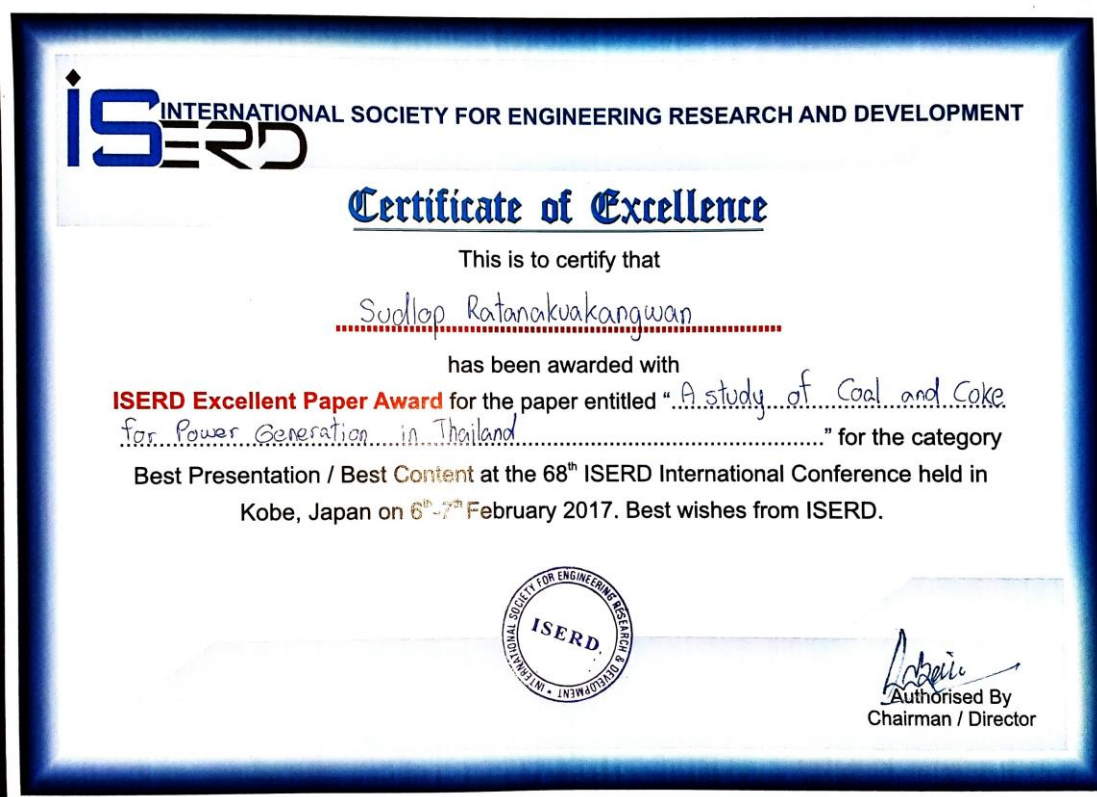 iSERD
INTERNATIONAL SOCIETY FOR ENGINEERING RESEARCH AND DEVELOPMENT
Certificate of Excellence
This is to certify that
Sudlop Ratanakuakangwan
has been awarded with
ISERD Excellent Paper Award for the paper entitled “ A study of Coal and Coke
for Power Generation in Thailand ” for the category
Best Presentation / Best Content at the 68th ISERD International Conference held in
Kobe, Japan on 6th-7th February 2017. Best wishes from ISERD.
INTERNATIONAL SOCIETY FOR ENGINEERING RESEARCH & DEVELOPMENT *
ISERD
Authorised By
Chairman / Director